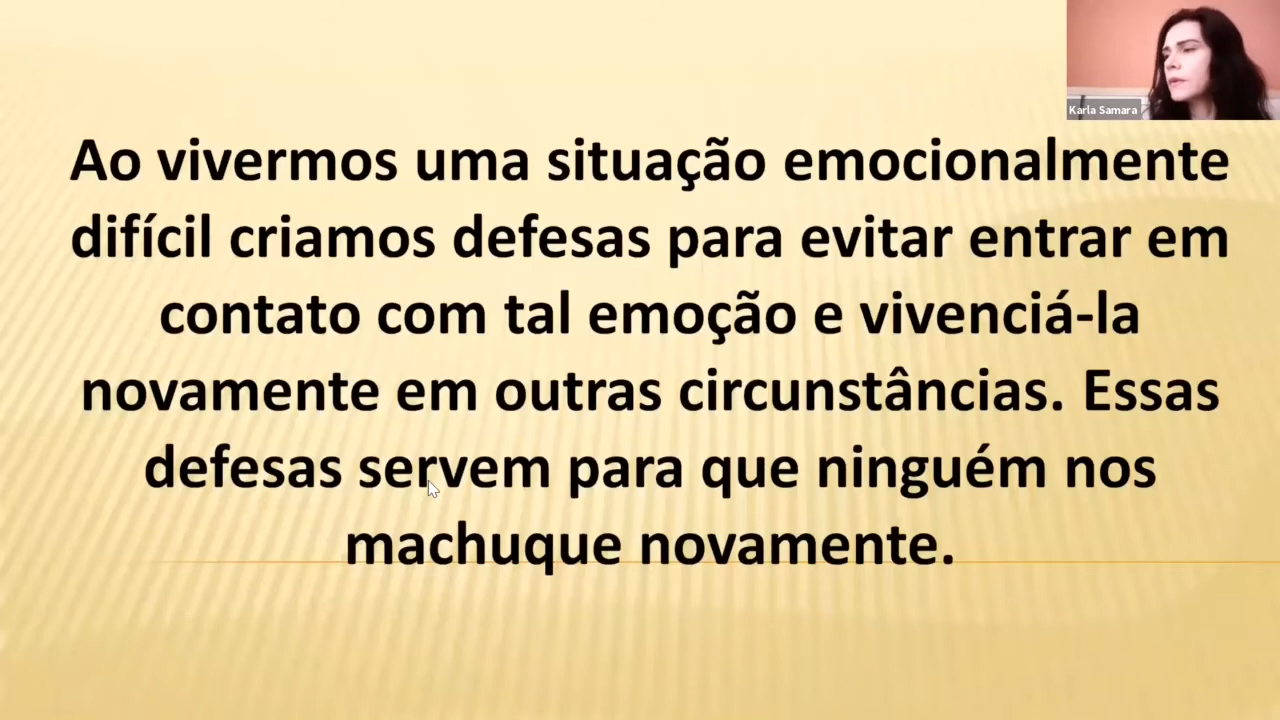 Karla Samara
Ao vivermos uma situação emocionalmente
difícil criamos defesas para evitar entrar em
contato com tal emoção e vivenciá-la
novamente em outras circunstâncias. Essas
defesas servem para que ninguém nos
machuque novamente.